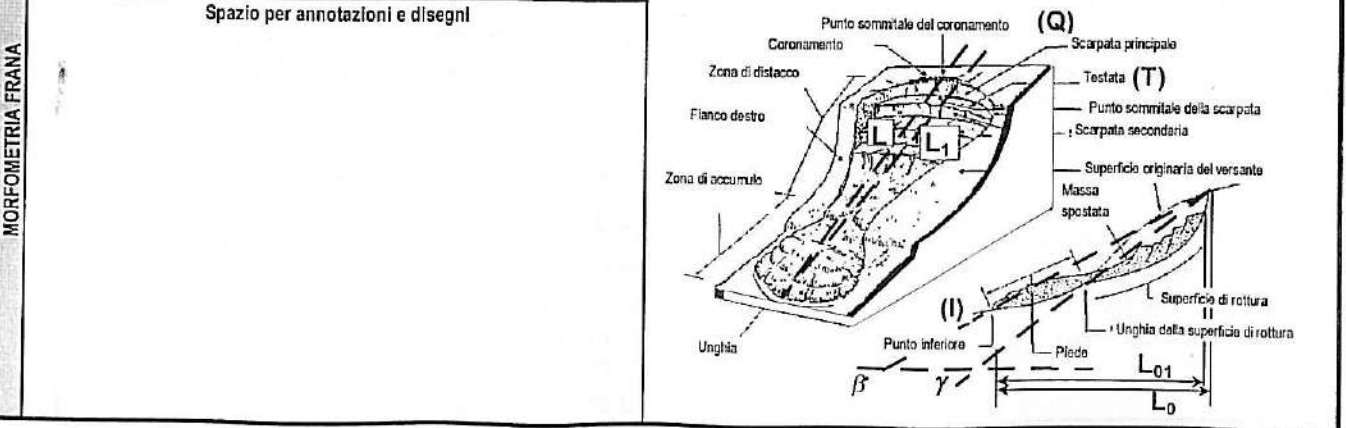 MORFOMETRIA FRANA
Spazio per annotazioni e disegni
Punto sommitale del coronamento (Q)
Coronamento
Scarpata principale
Zona di distacco
Testata (T)
Fianco destro
Punto sommitale della scarpata
Scarpata secondaria
L
L1
Zona di accumulo
Superficie originaria del versante
Massa
spostata
(I)
Superficie di rottura
Unghia della superficie di rottura
Punto inferiore
Piede
Unghia
β
γ
L01
L0